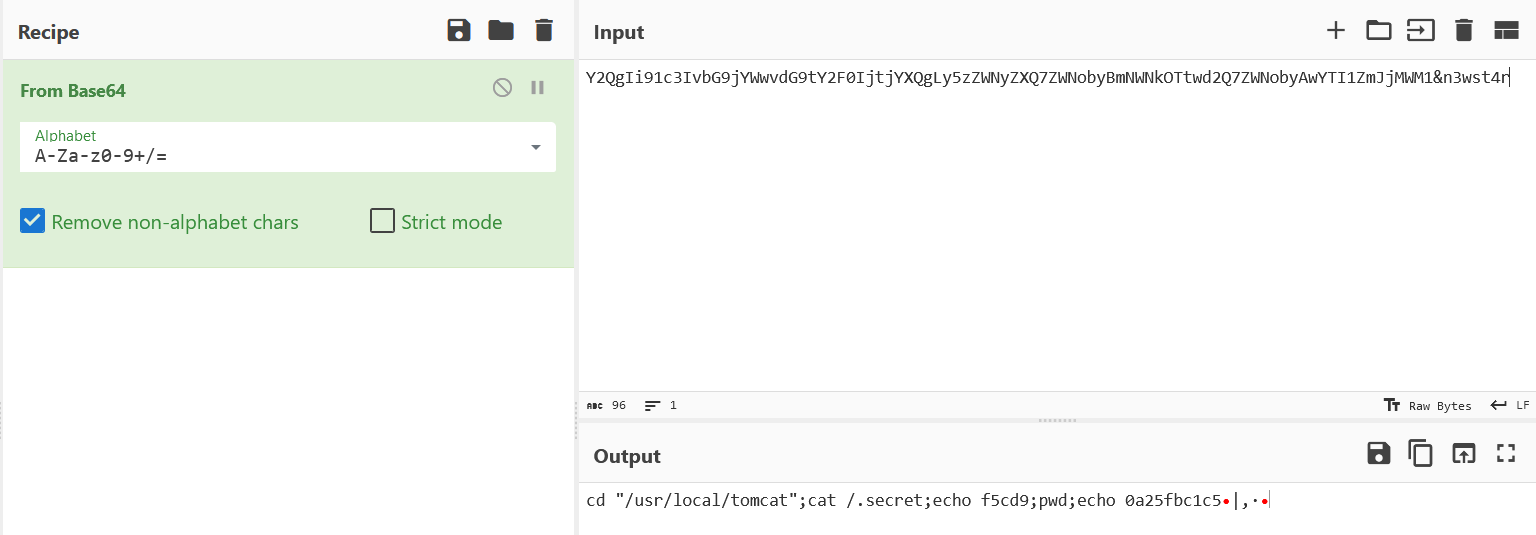 Recipe
From Base64
Alphabet
A-Za-z0-9+/=
Remove non-alphabet chars
Strict mode
Input
Y2QgIi91c3IvbG9jYWwvdG9tY2F0IjtjYXQgLy5zZWNyZXQ7ZWNobyBmNWNkOTtwd2Q7ZWNobyAwYTI1ZmJjMWM1&n3wst4r
ABC 96
1
Raw Bytes
LF
Output
cd "/usr/local/tomcat";cat /.secret;echo f5cd9;pwd;echo 0a25fbc1c5•|,·•